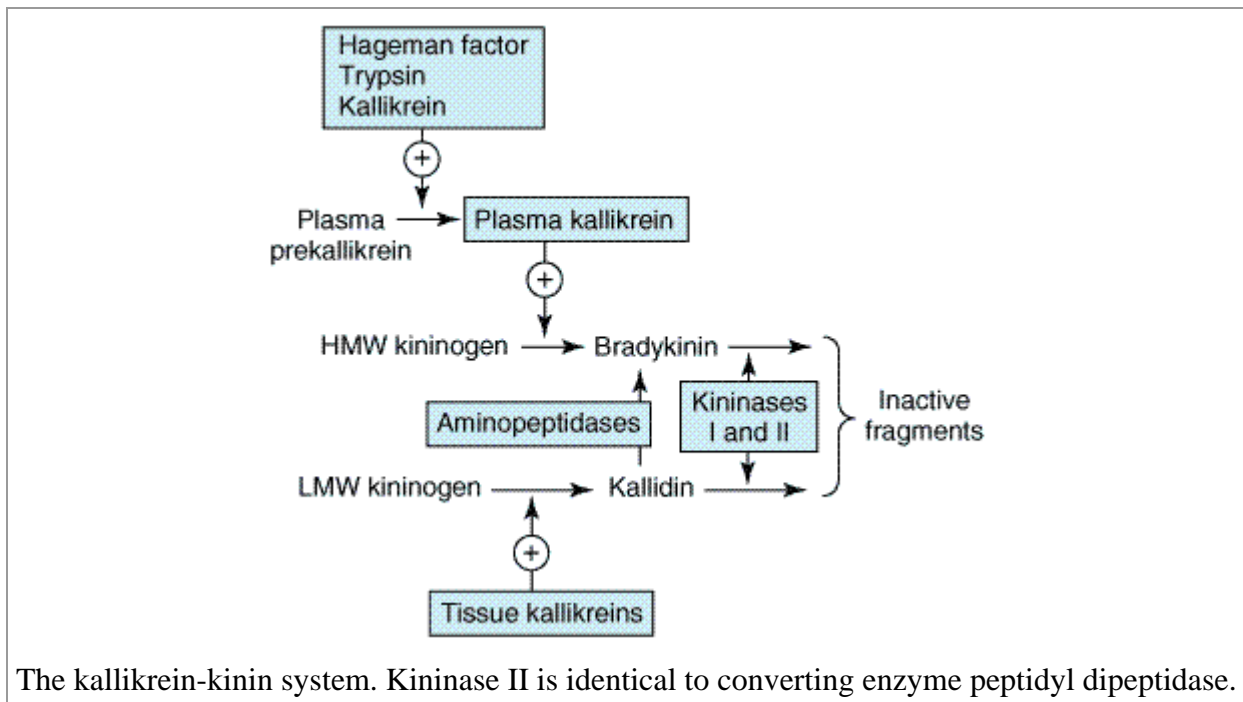 Hageman factor
Trypsin
Kallikrein
+
Plasma
prekallikrein
Plasma kallikrein
+
HMW kininogen
Bradykinin
Aminopeptidases
Kininases
I and II
Inactive
fragments
LMW kininogen
Kallidin
+
Tissue kallikreins
The kallikrein-kinin system. Kininase II is identical to converting enzyme peptidyl dipeptidase.